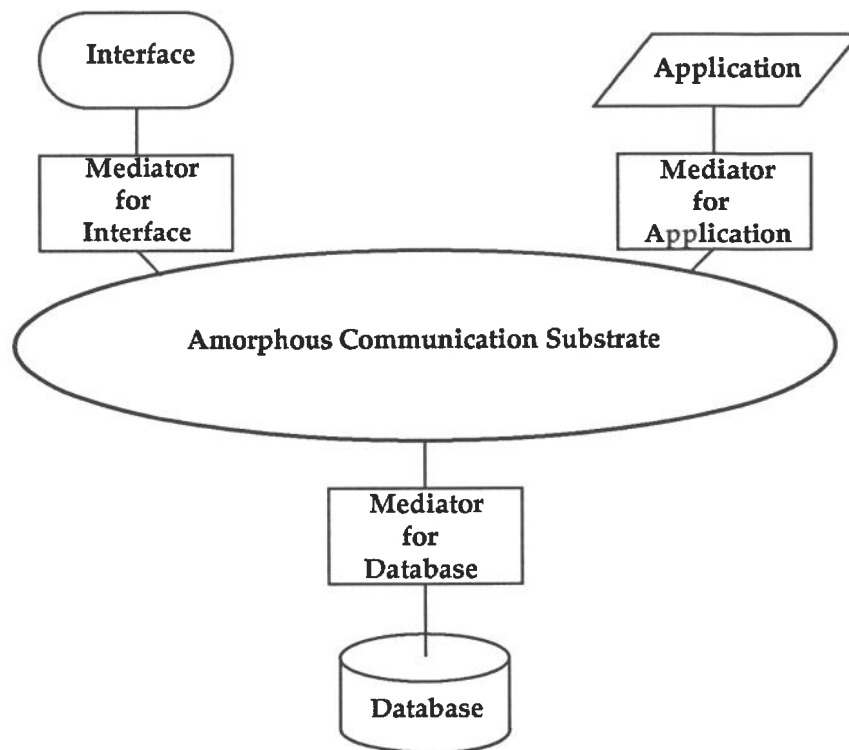 Interface
Application
Mediator
for
Interface
Mediator
for
Application
Amorphous Communication Substrate
Mediator
for
Database
Database